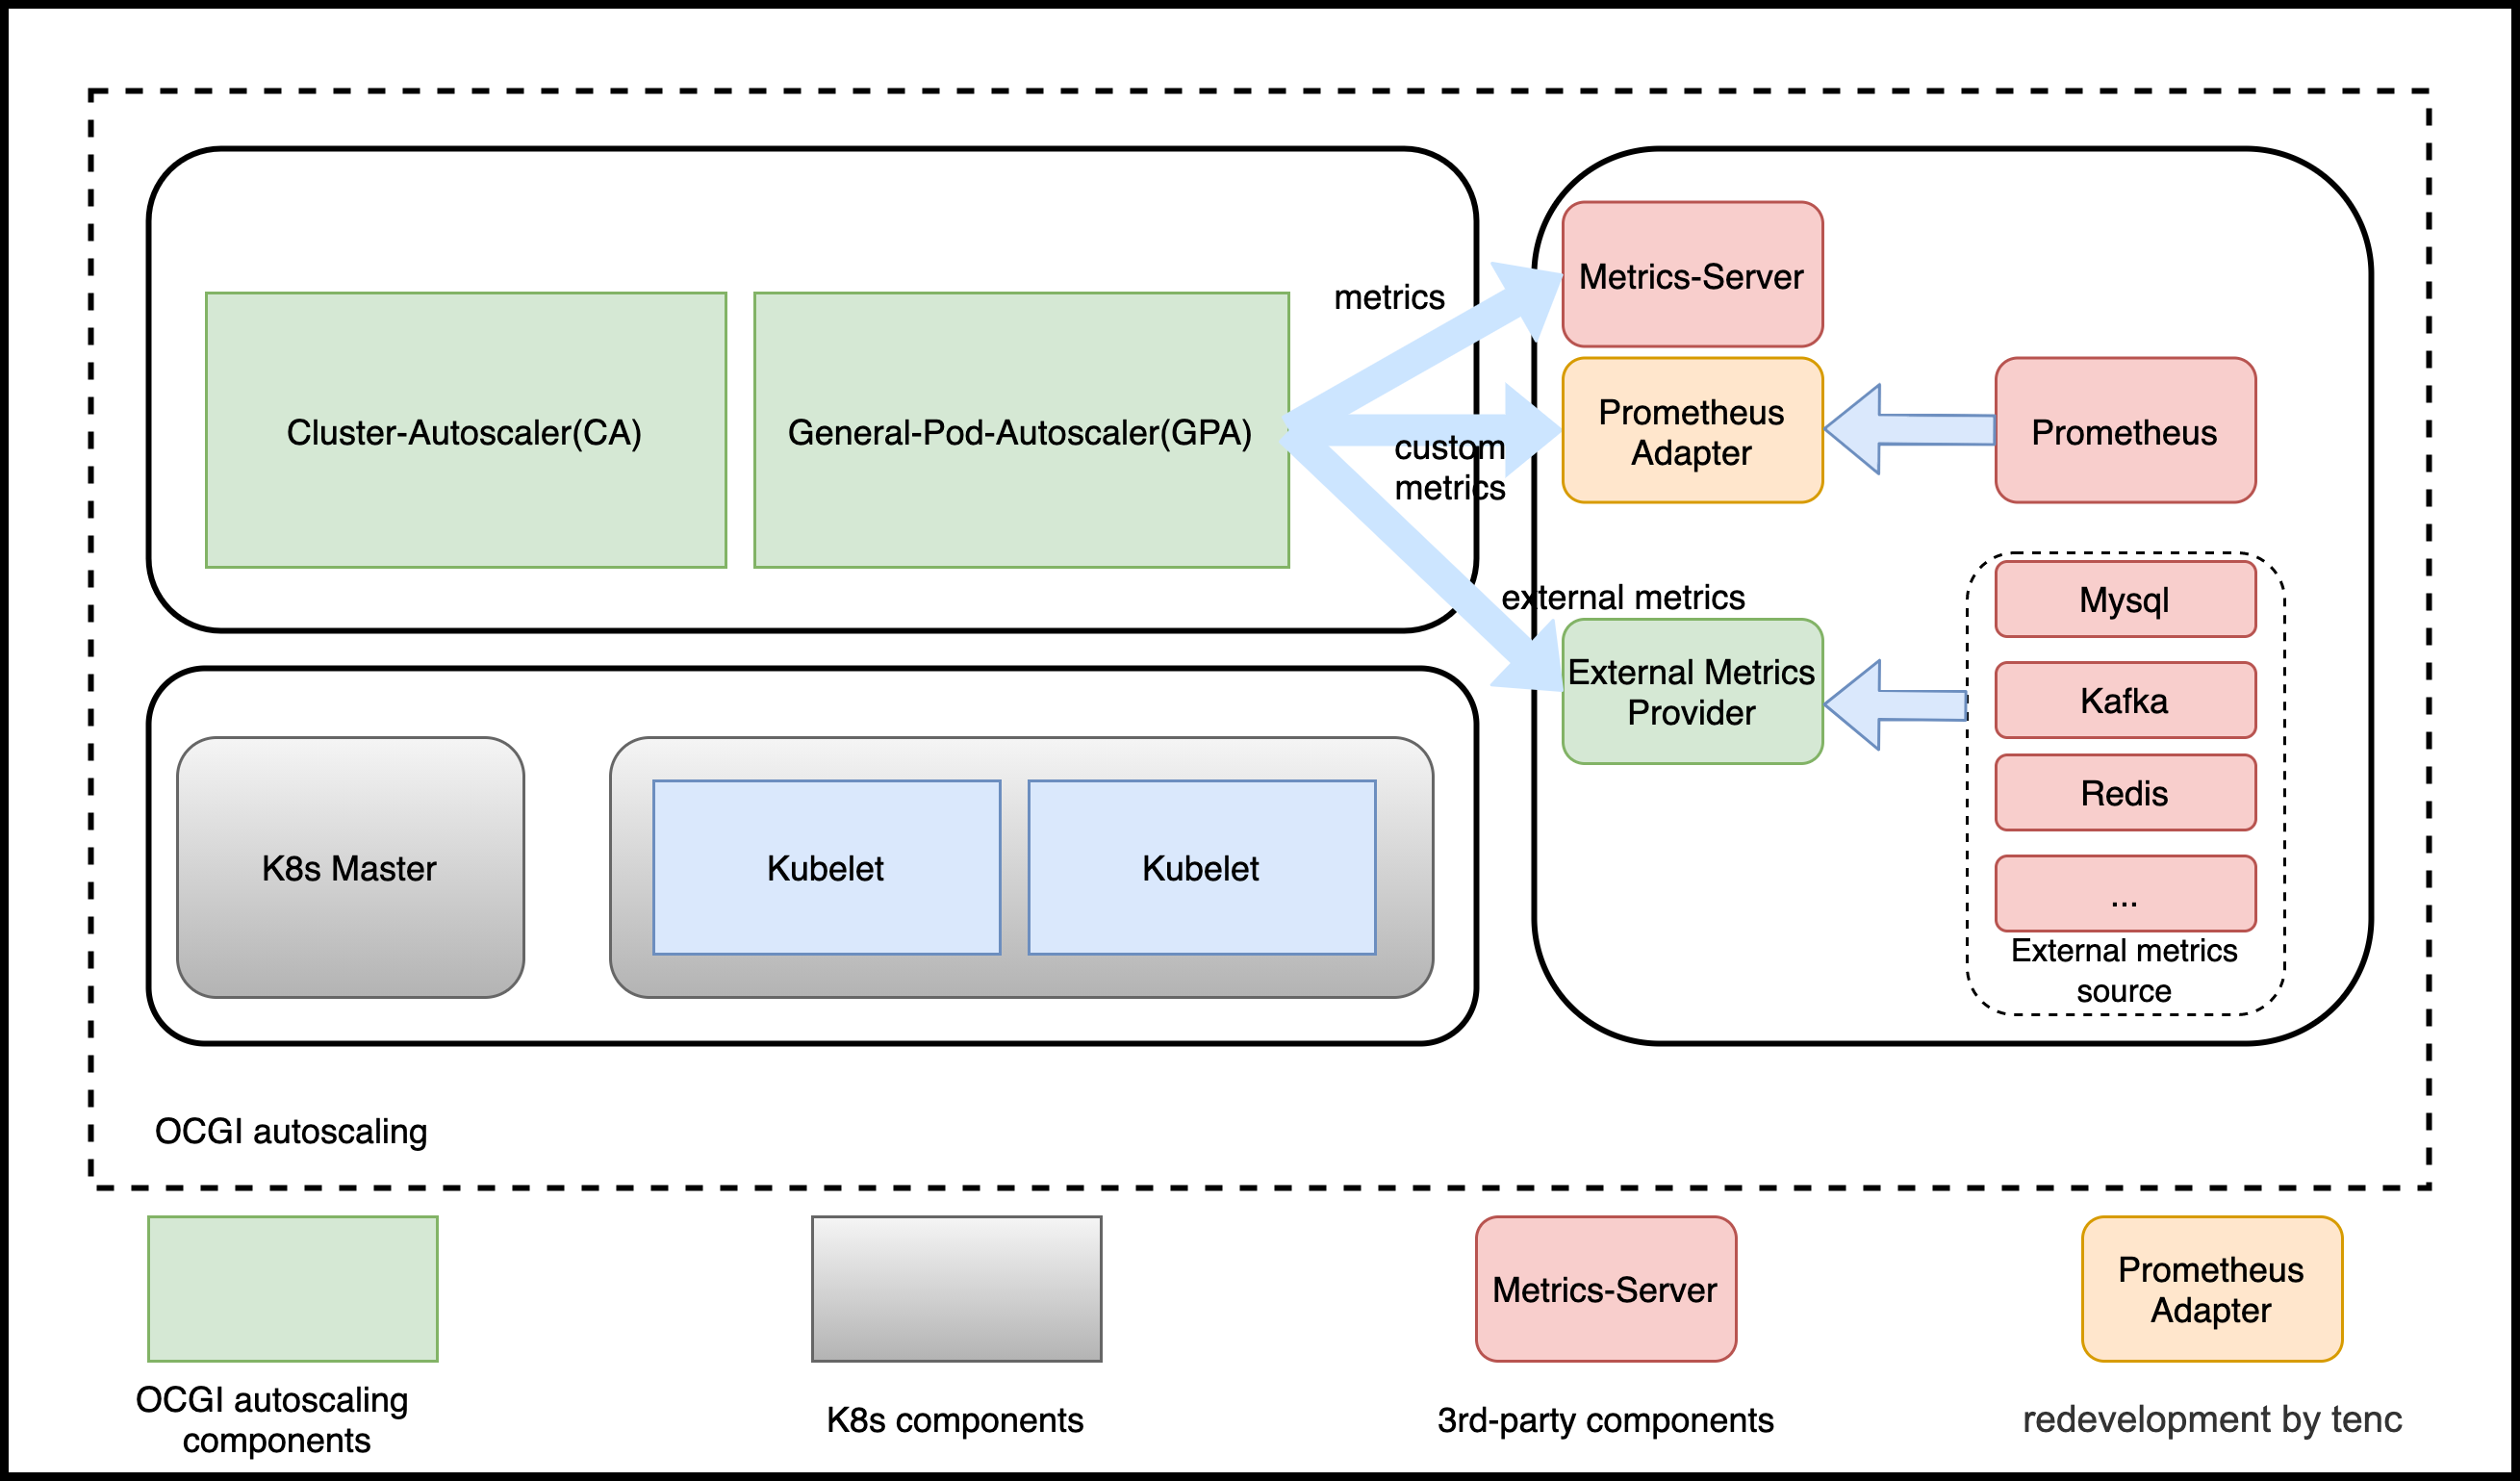 Metrics-Server
metrics
Cluster-Autoscaler(CA)
General-Pod-Autoscaler(GPA)
custom
metrics
Prometheus
Adapter
Prometheus
external metrics
External Metrics
Provider
Mysql
Kafka
Redis
...
External metrics
source
K8s Master
Kubelet
Kubelet
OCGI autoscaling
OCGI autoscaling
components
K8s components
Metrics-Server
3rd-party components
Prometheus
Adapter
redevelopment by tenc